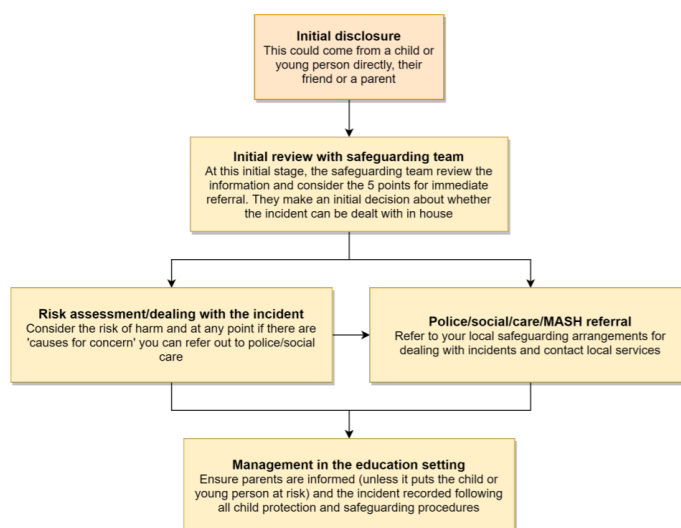 Initial disclosure
This could come from a child or
young person directly, their
friend or a parent
Initial review with safeguarding team
At this initial stage, the safeguarding team review the
information and consider the 5 points for immediate
referral. They make an initial decision about whether
the incident can be dealt with in house
Risk assessment/dealing with the incident
Consider the risk of harm and at any point if there are
'causes for concern' you can refer out to police/social
care
Police/social/care/MASH referral
Refer to your local safeguarding arrangements for
dealing with incidents and contact local services
Management in the education setting
Ensure parents are informed (unless it puts the child or
young person at risk) and the incident recorded following
all child protection and safeguarding procedures